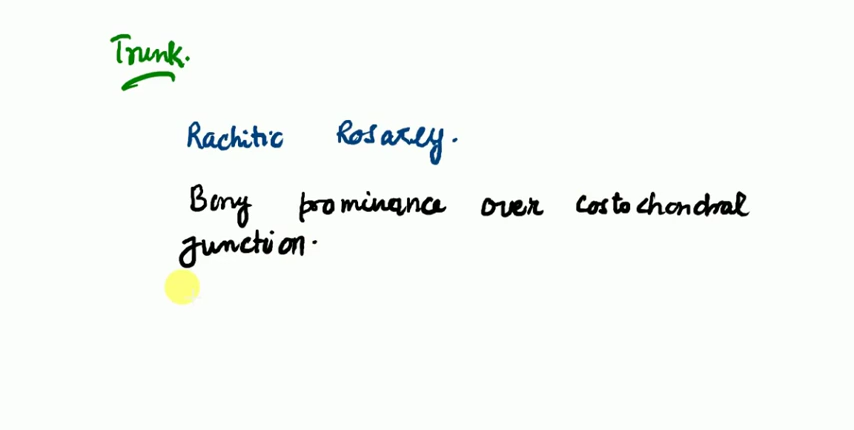 Trunk.
Rachitic Rosarey.
Bony prominance over costochondral
junction.